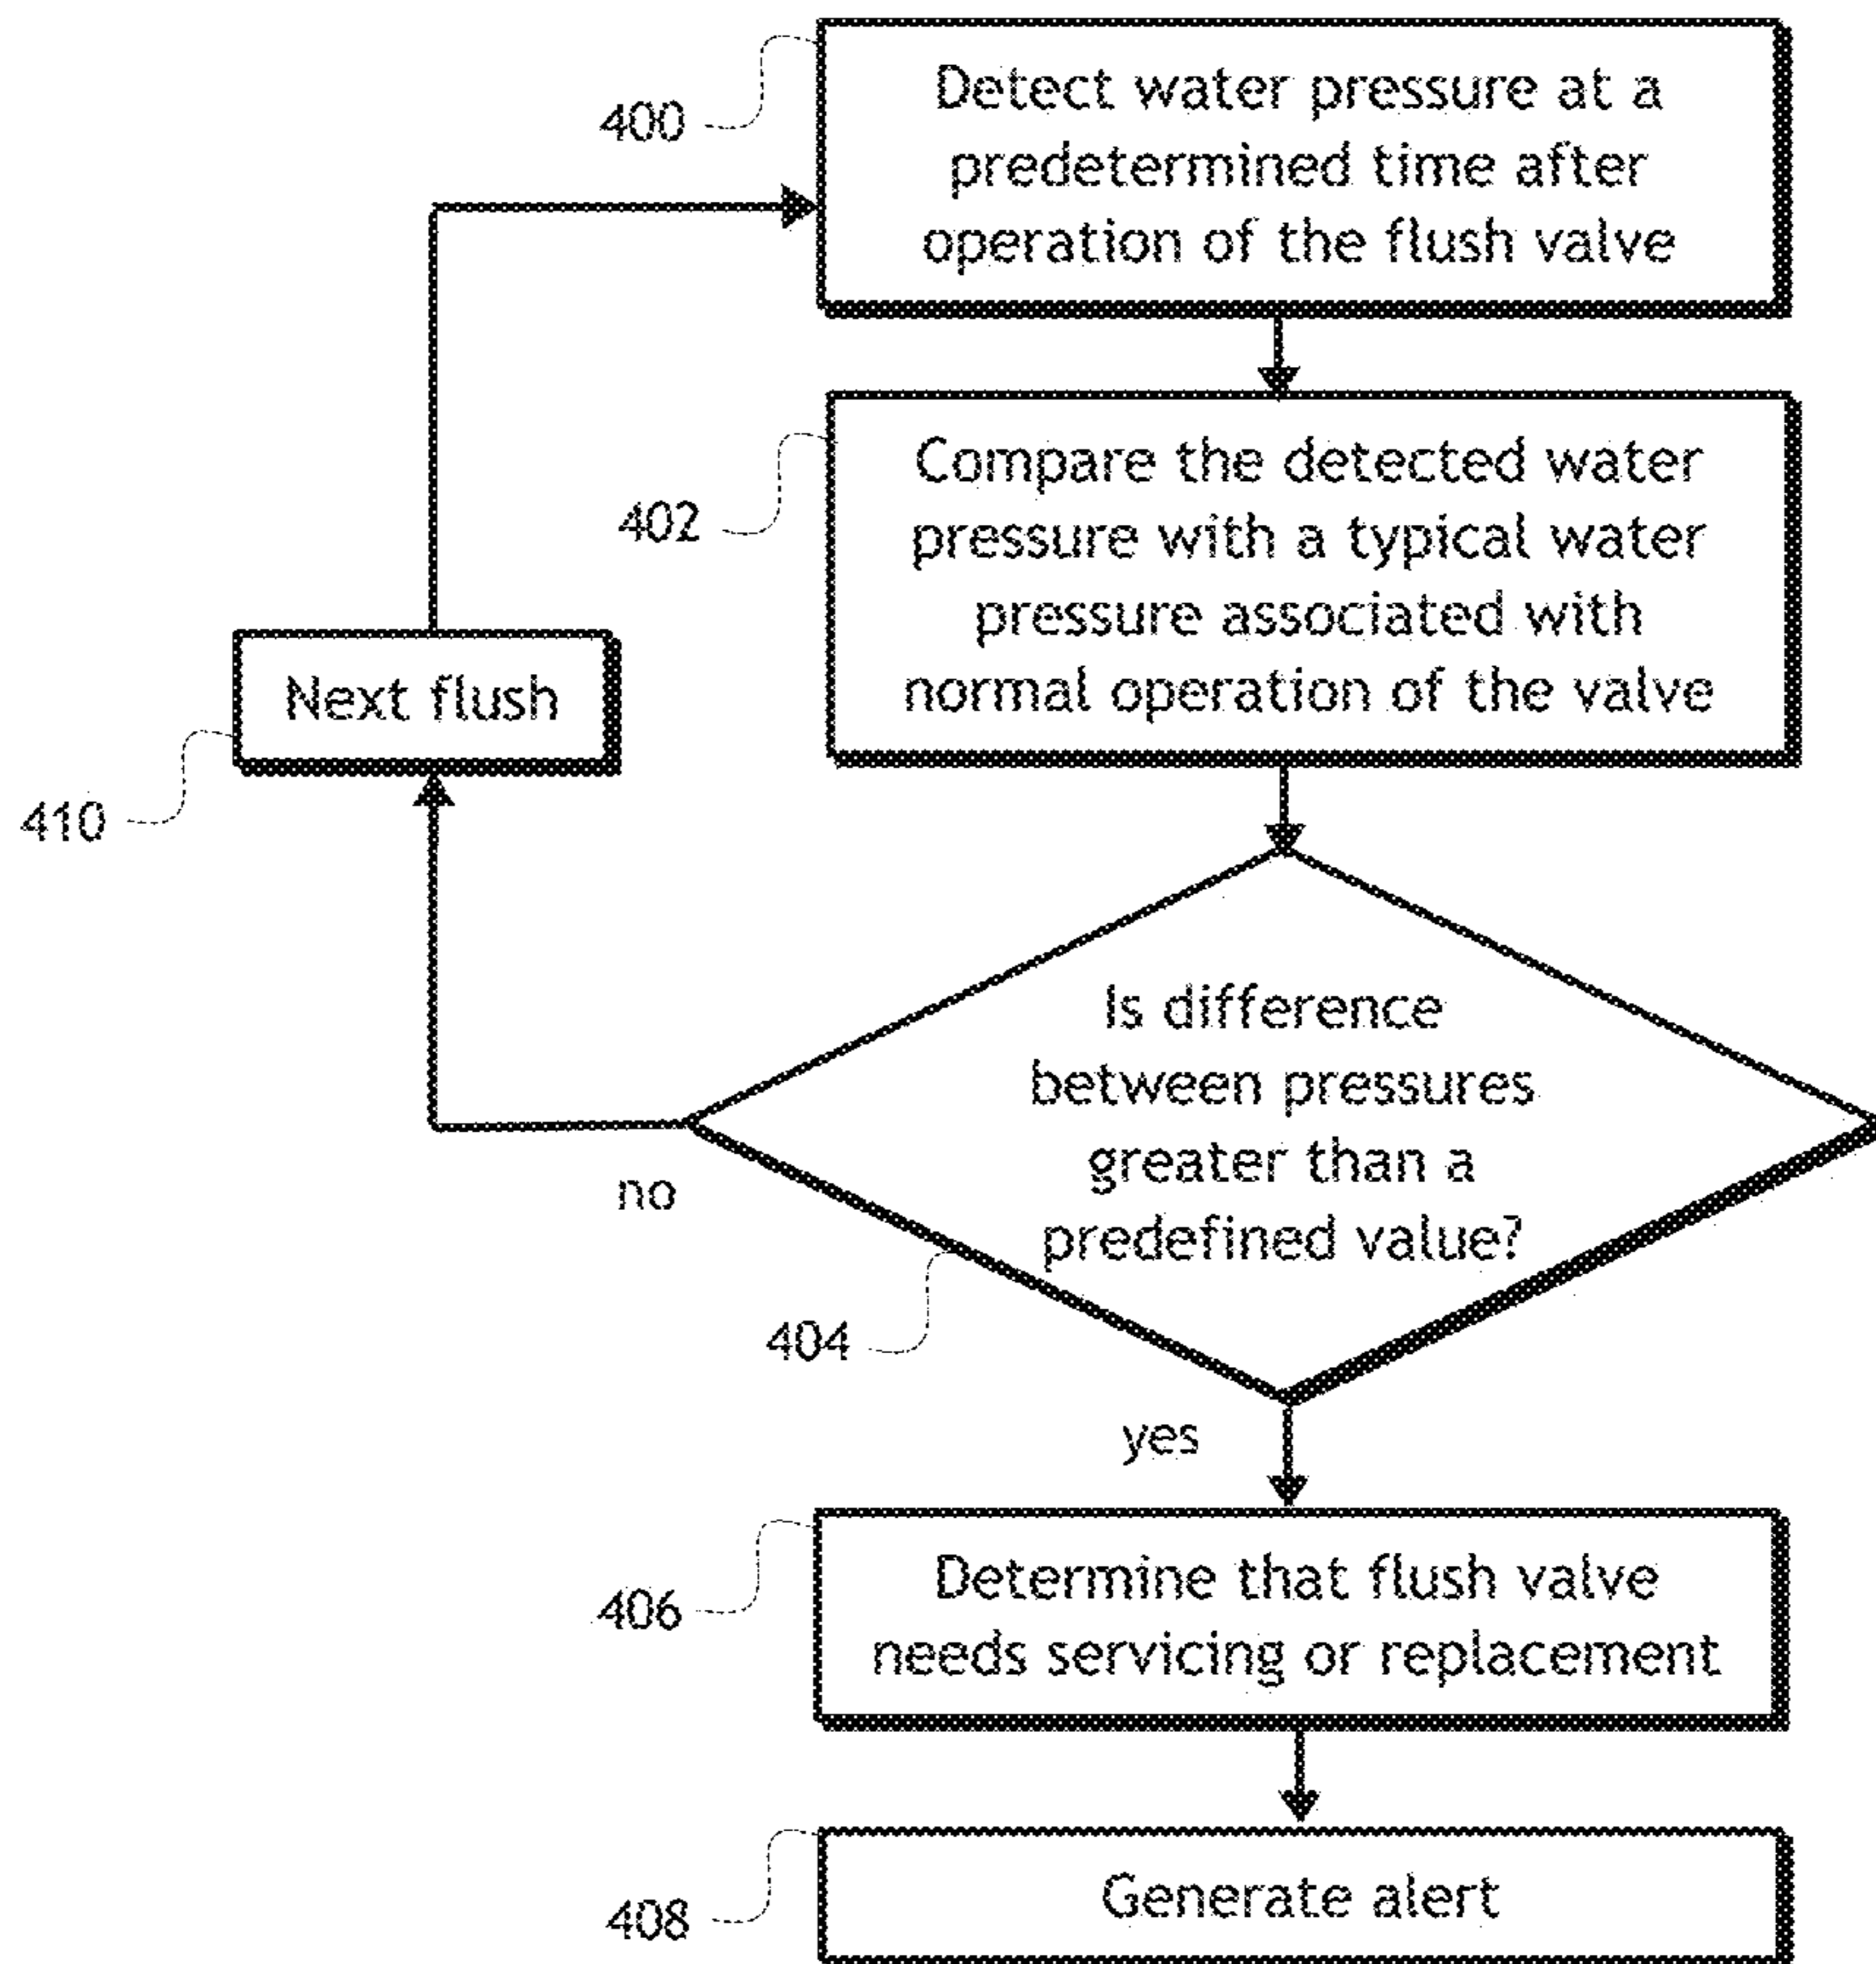 400
Detect water pressure at a
predetermined time after
operation of the flush valve
402
Compare the detected water
pressure with a typical water
pressure associated with
normal operation of the valve
Next flush
410
Is difference
between pressures
greater than a
predefined value?
no
404
yes
406
Determine that flush valve
needs servicing or replacement
408
Generate alert